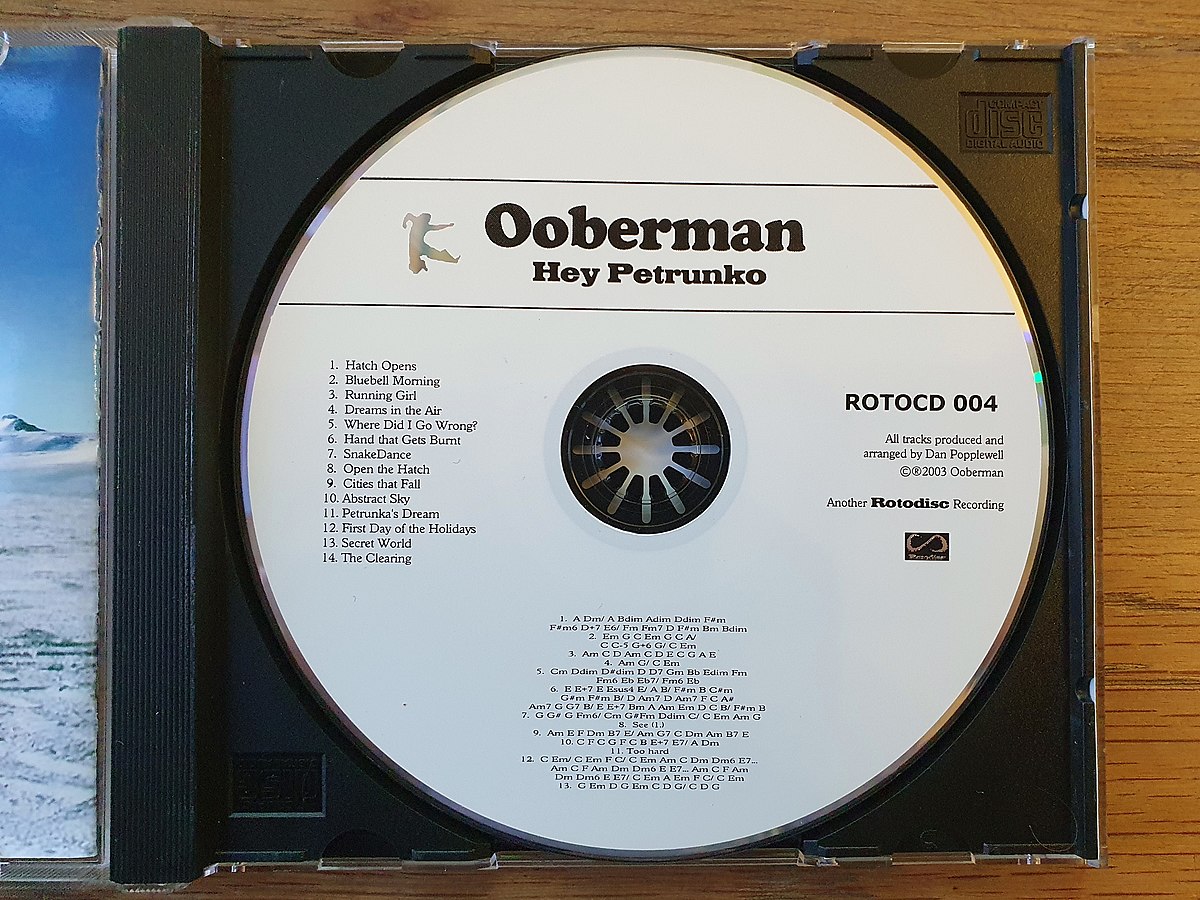 COMPACT
disc
DIGITAL AUDIO
Ooberman
Hey Petrunko
1. Hatch Opens
2. Bluebell Morning
3. Running Girl
4. Dreams in the Air
5. Where Did I Go Wrong?
6. Hand that Gets Burnt
7. SnakeDance
8. Open the Hatch
9. Cities that Fall
10. Abstract Sky
11. Petrunka's Dream
12. First Day of the Holidays
13. Secret World
14. The Clearing
ROTOCD 004
All tracks produced and
arranged by Dan Popplewell
©®2003 Ooberman
Another Rotodisc Recording
1. A Dm/ A Bdim Adim Ddim F#m
F#m6 D+7 E6/ Fm Fm7 D F#m Bm Bdim
2. Em G C Em G C A/
C C-5 G+6 G/ C Em
3. Am C D Am C D E C G A E
4. Am G/ C Em
5. Cm Ddim D#dim D D7 Gm Bb Edim Fm
Fm6 Eb Eb7/ Fm6 Eb
6. E E+7 E Esus4 E/ A B/ F#m B C#m
G#m F#m B/ D Am7 D Am7 F C A#
Am7 G G7 B/ E E+7 Bm A Am Em D C B/ F#m B
7. G G# G Fm6/ Cm G#Fm Ddim C/ C Em Am G
8. See (1.)
9. Am E F Dm B7 E/ Am G7 C Dm Am B7 E
10. C F C G F C B E+7 E7/ A Dm
11. Too hard
12. C Em/ C Em F C/ C Em Am C Dm Dm6 E7...
Am C F Am Dm Dm6 E E7... Am C F Am
Dm Dm6 E E7/ C Em A Em F C/ C Em
13. C Em D G Em C D G/ C D G